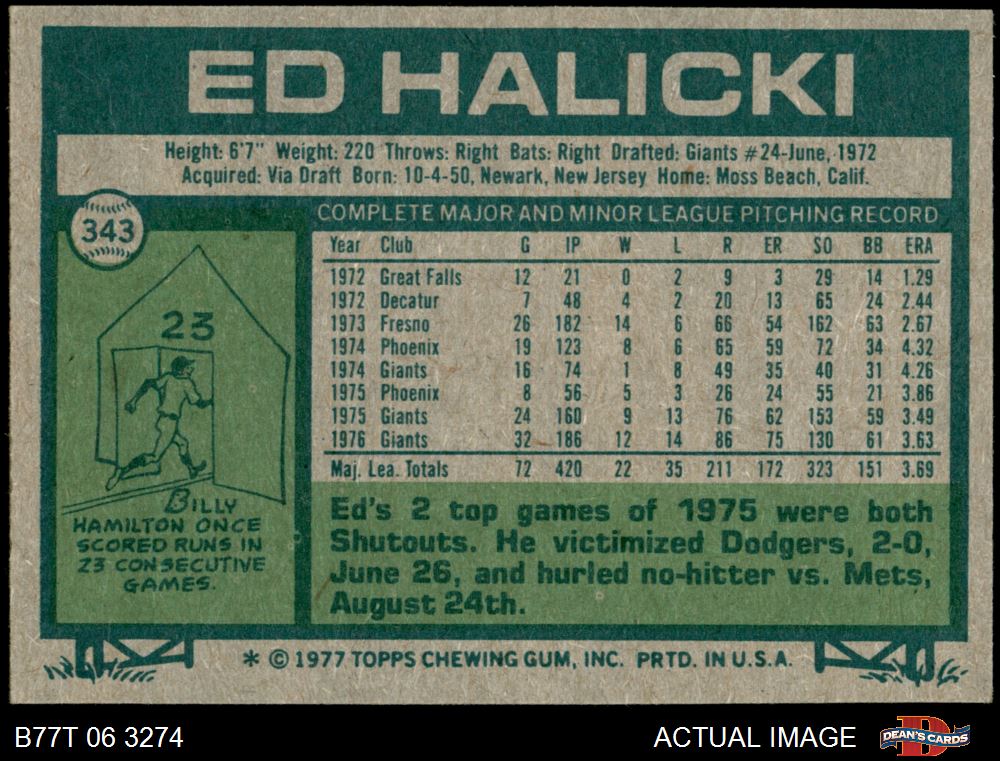 ED HALICKI
Height: 6'7" Weight: 220 Throws: Right Bats: Right Drafted: Giants #24-June, 1972
Acquired: Via Draft Born: 10-4-50, Newark, New Jersey Home: Moss Beach, Calif.
343
COMPLETE MAJOR AND MINOR LEAGUE PITCHING RECORD
Year Club G IP W L R ER SO BB ERA
1972 Great Falls 12 21 0 2 9 3 29 14 1.29
1972 Decatur 7 48 4 2 20 13 65 24 2.44
1973 Fresno 26 182 14 6 66 54 162 63 2.67
1974 Phoenix 19 123 8 6 65 59 72 34 4.32
1974 Giants 16 74 1 8 49 35 40 31 4.26
1975 Phoenix 8 56 5 3 26 24 55 21 3.86
1975 Giants 24 160 9 13 76 62 153 59 3.49
1976 Giants 32 186 12 14 86 75 130 61 3.63
Maj. Lea. Totals 72 420 22 35 211 172 323 151 3.69
23
BILLY
HAMILTON ONCE
SCORED RUNS IN
23 CONSECUTIVE
GAMES.
Ed's 2 top games of 1975 were both
Shutouts. He victimized Dodgers, 2-0,
June 26, and hurled no-hitter vs. Mets,
August 24th.
* © 1977 TOPPS CHEWING GUM, INC. PRTD. IN U.S.A.
B77T 06 3274
ACTUAL IMAGE
D
DEAN'S CARDS